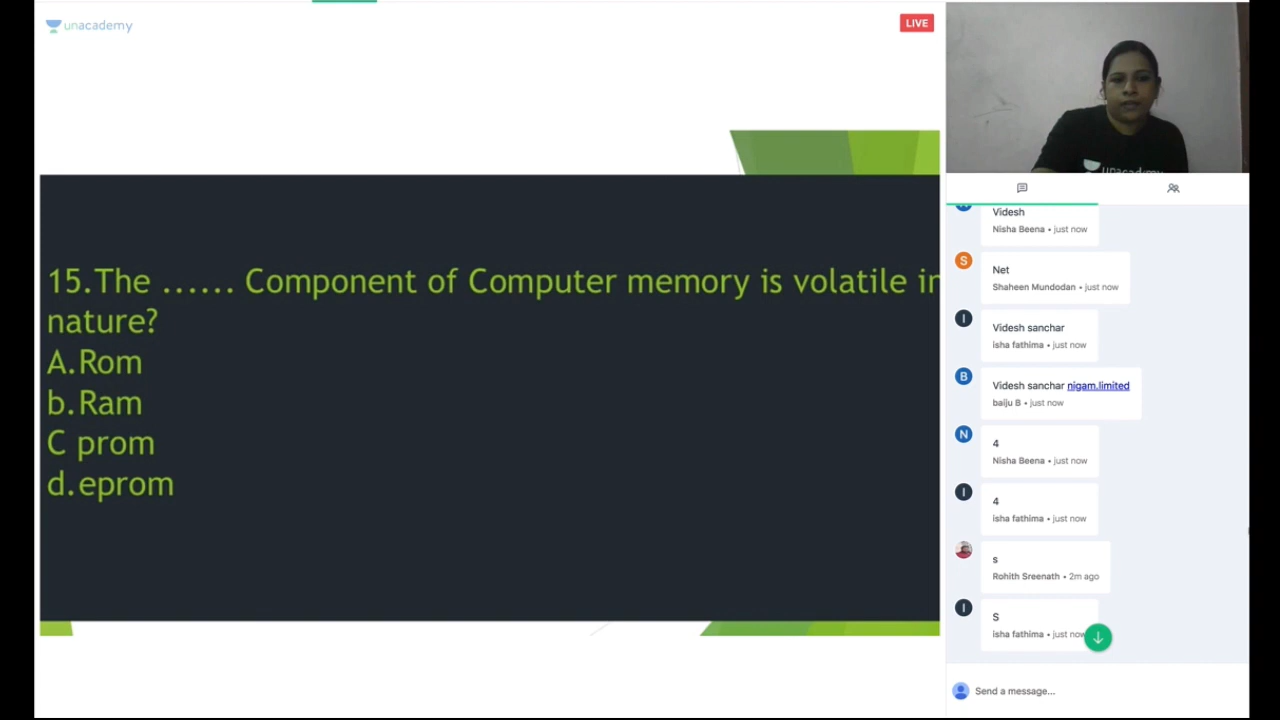 unacademy
LIVE
15.The ...... Component of Computer memory is volatile in
nature?
A.Rom
b.Ram
C prom
d.eprom
unacademy
Videsh
Nisha Beena • just now
S
Net
Shaheen Mundodan • just now
I
Videsh sanchar
isha fathima • just now
B
Videsh sanchar nigam.limited
baiju B • just now
N
4
Nisha Beena • just now
I
4
isha fathima • just now
s
Rohith Sreenath • 2m ago
I
S
isha fathima • just now
Send a message...